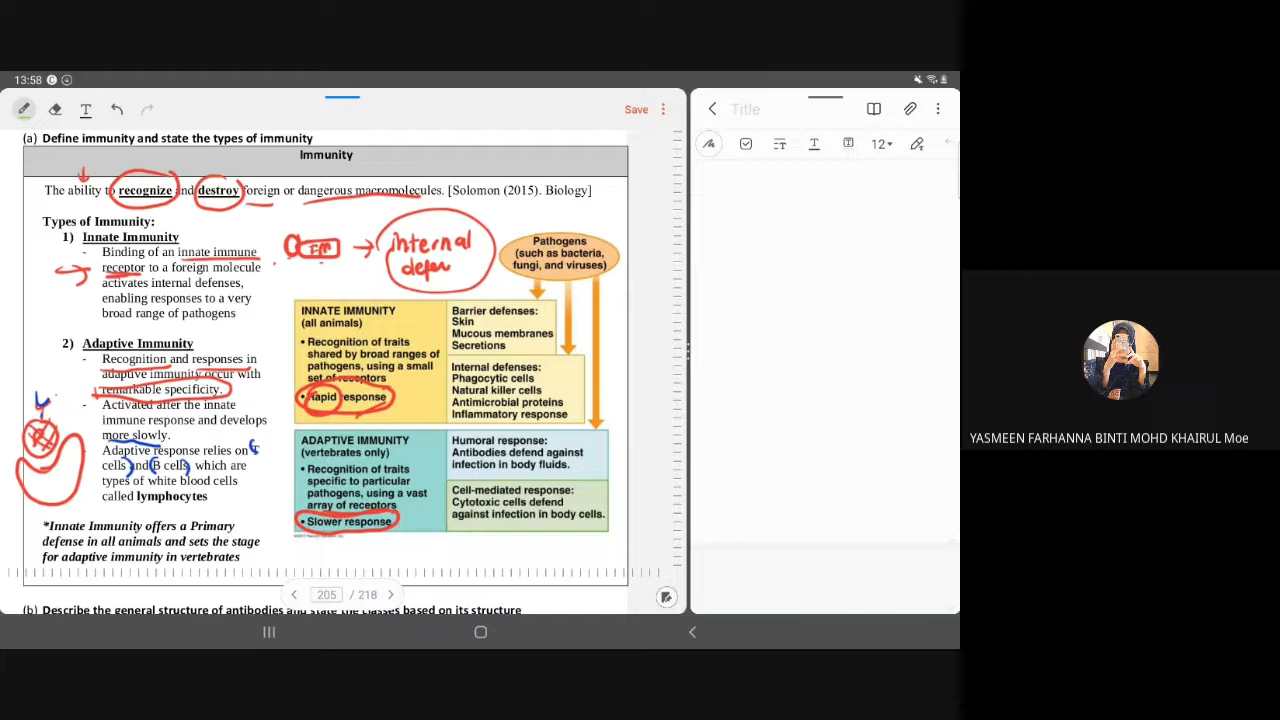 13:58
Save
Title
12
(a) Define immunity and state the types of immunity
Immunity
The ability to recognize and destroy foreign or dangerous macromolecules. [Solomon (2015). Biology]
Types of Immunity:
1) Innate Immunity
- Binding of an innate immune
receptor to a foreign molecule
activated internal defenses,
enabling responses to a very
broad range of pathogens
2) Adaptive Immunity
- Recognition and responses in
adaptive immunity occur with
remarkable specificity.
- Activated after the innate
immune response and develops
more slowly.
- Adaptive response relies on T
cells and B cells which are
types of white blood cells
called lymphocytes
*Innate Immunity offers a Primary
defense in all animals and sets the stage
for adaptive immunity in vertebrates
internal
defen
Pathogens
(such as bacteria,
fungi, and viruses)
INNATE IMMUNITY
(all animals)
• Recognition of traits
shared by broad ranges of
pathogens, using a small
set of receptors
• Rapid response
Barrier defenses:
Skin
Mucous membranes
Secretions
Internal defenses:
Phagocytic cells
Natural killer cells
Antimicrobial proteins
Inflammatory response
ADAPTIVE IMMUNITY
(vertebrates only)
• Recognition of traits
specific to particular
pathogens, using a vast
array of receptors
• Slower response
Humoral response:
Antibodies defend against
infection in body fluids.
Cell-mediated response:
Cytotoxic cells defend
against infection in body cells.
205 / 218
(b) Describe the general structure of antibodies and state the classes based on its structure
YASMEEN FARHANNA BINTI MOHD KHAIRUL Moe